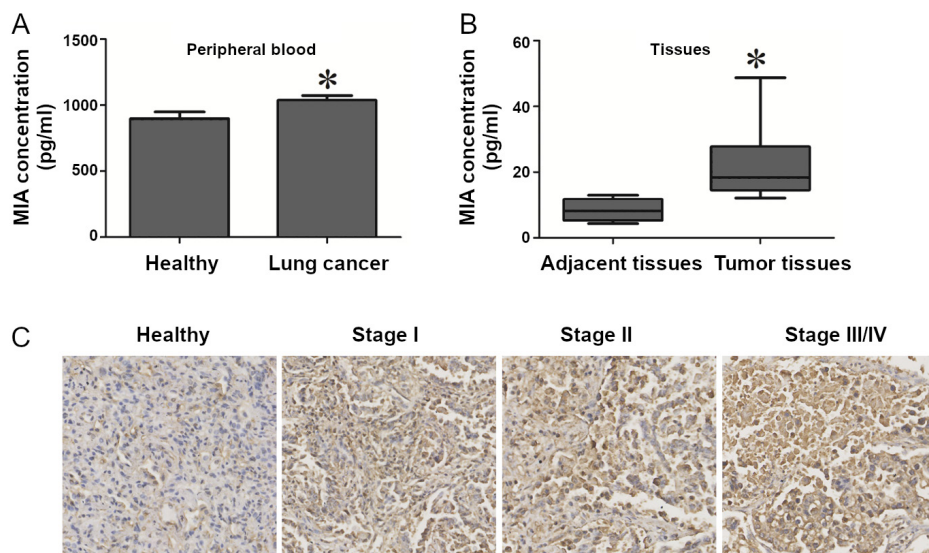 A
MIA concentration
(pg/ml)
1500
1000
500
0
Peripheral blood
*
Healthy
Lung cancer
B
MIA concentration
(pg/ml)
60
40
20
0
Tissues
*
Adjacent tissues
Tumor tissues
C
Healthy
Stage I
Stage II
Stage III/IV